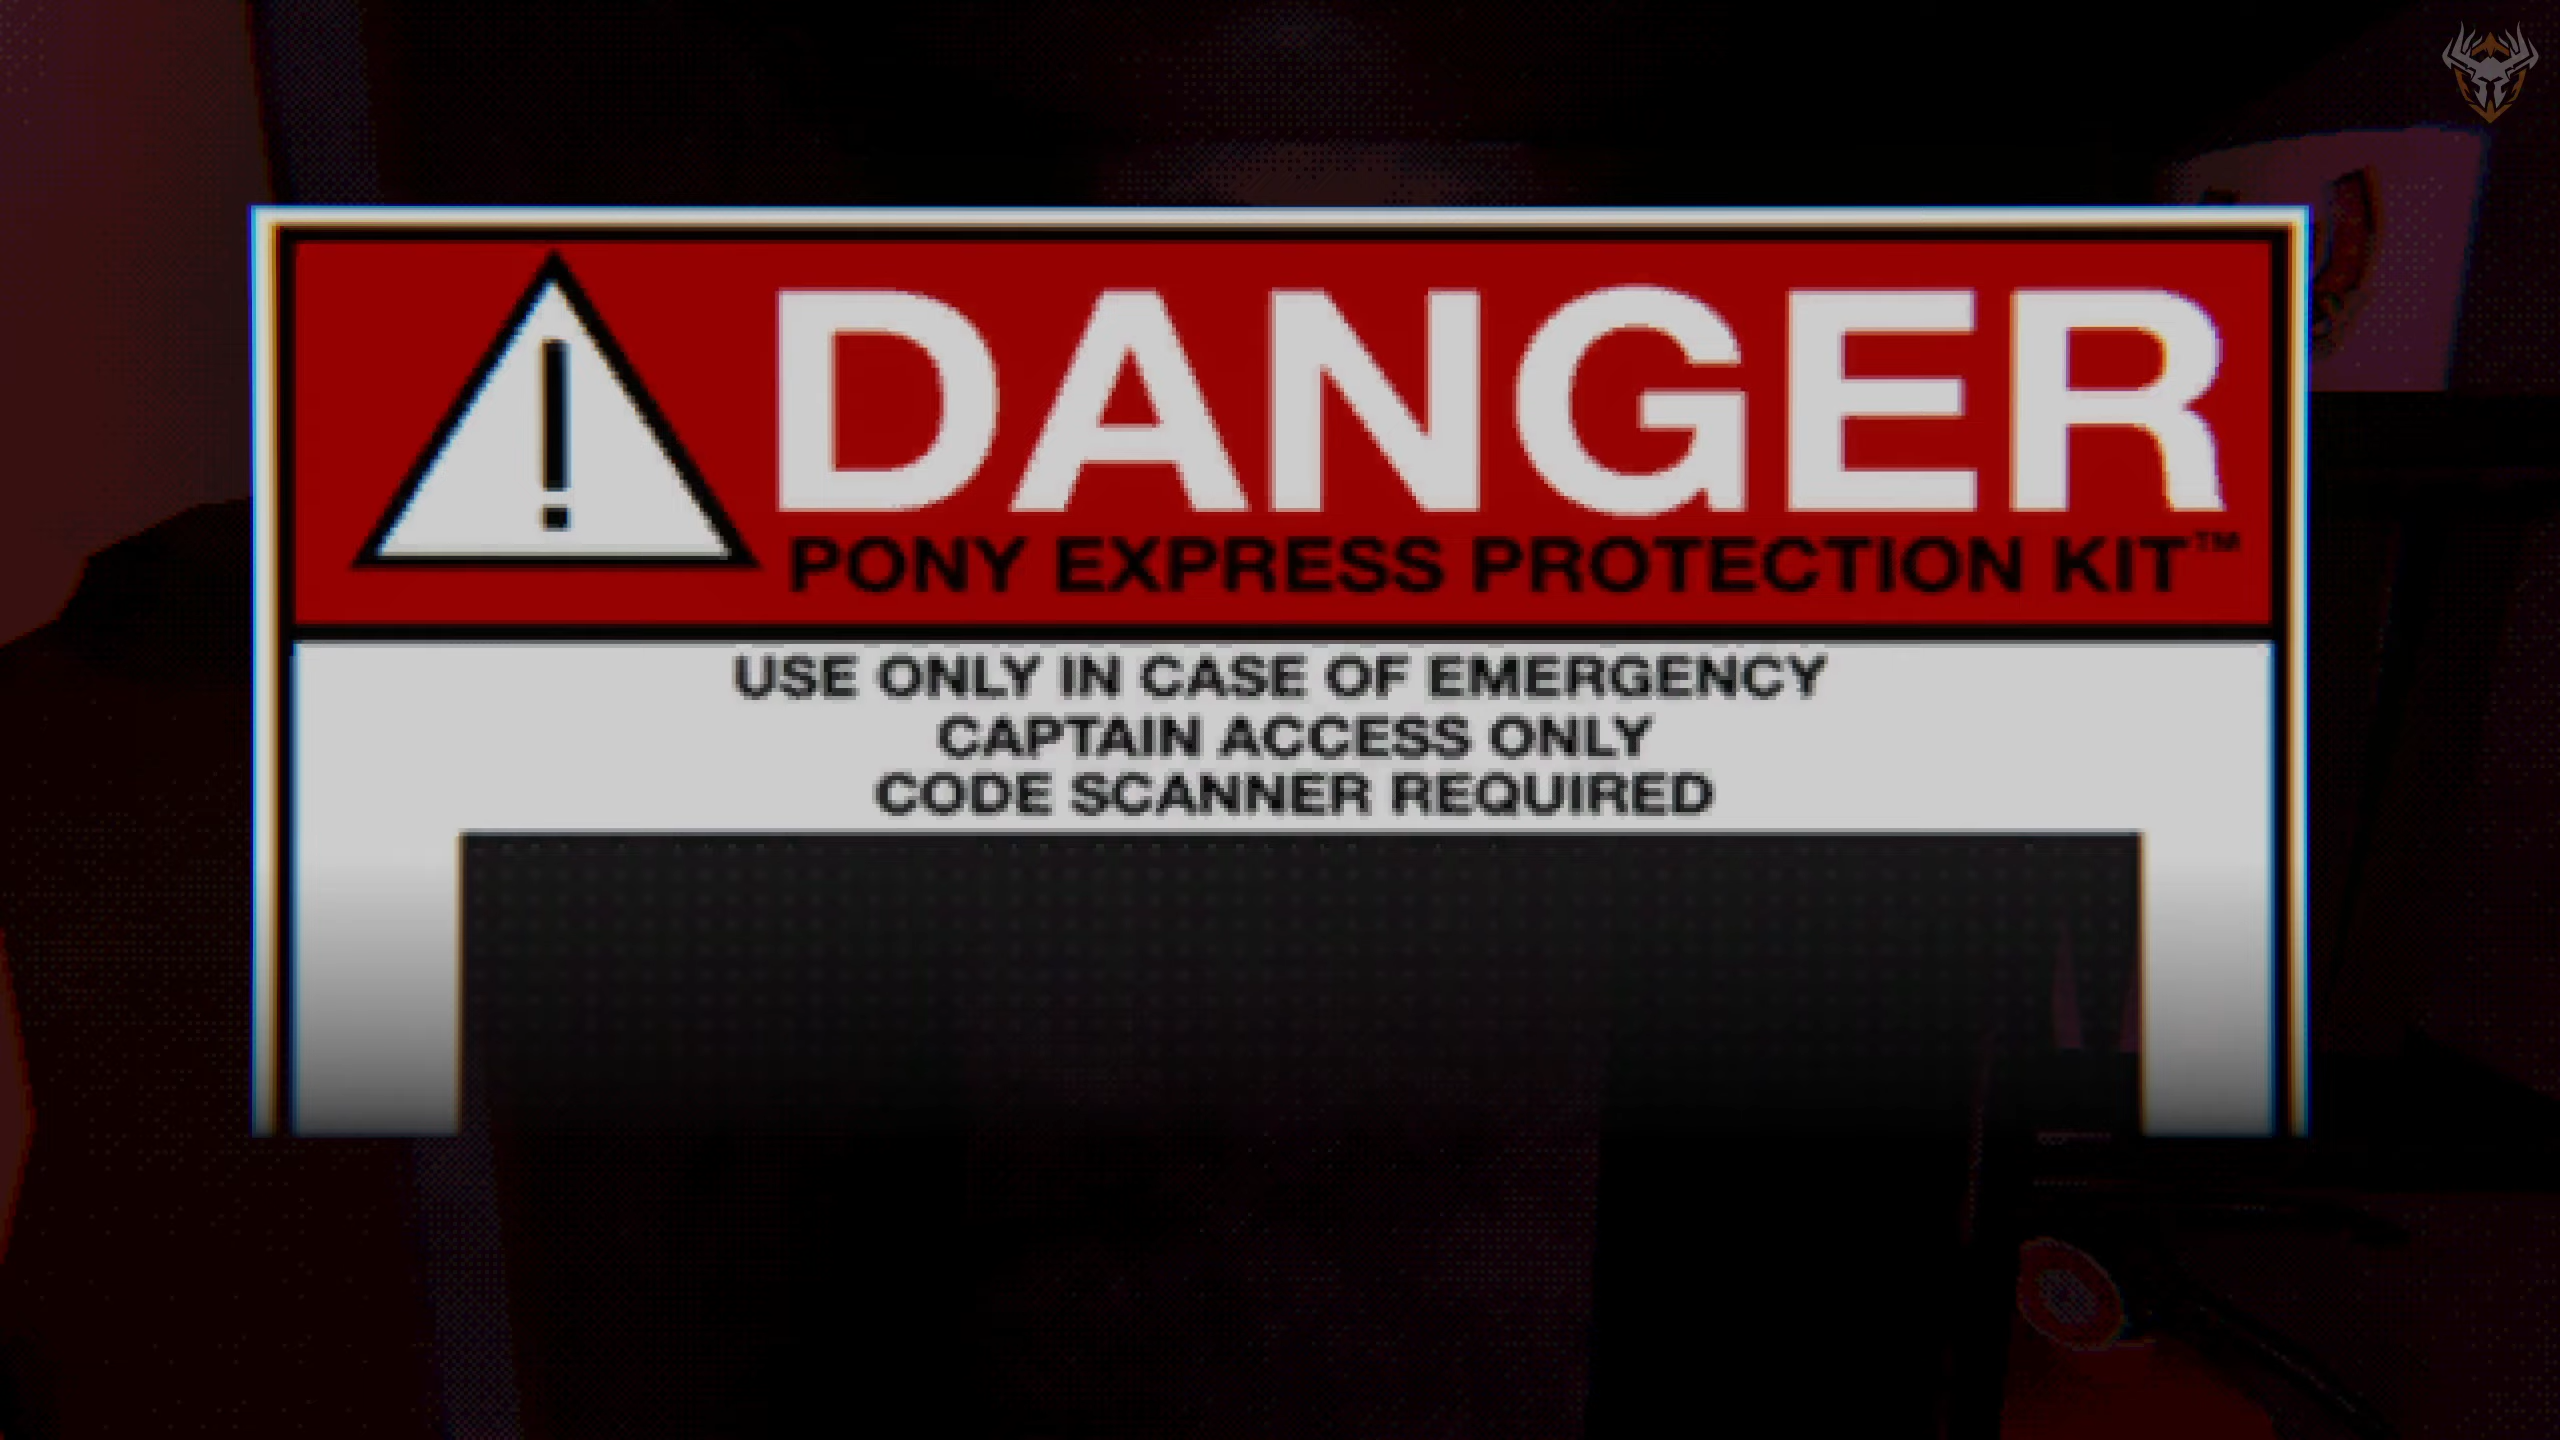 DANGER
PONY EXPRESS PROTECTION KIT™
USE ONLY IN CASE OF EMERGENCY
CAPTAIN ACCESS ONLY
CODE SCANNER REQUIRED